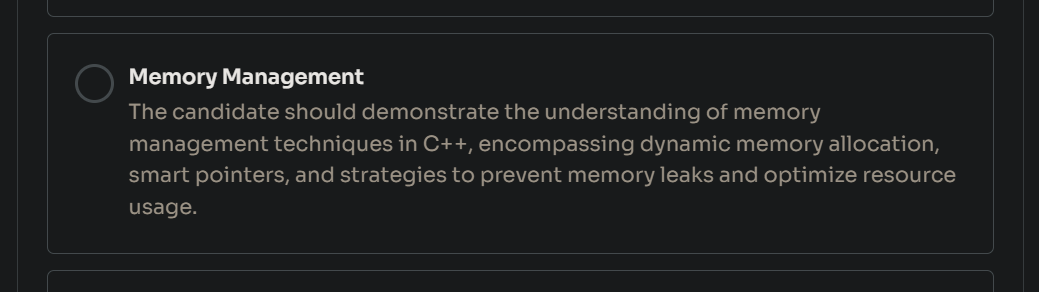 Memory Management
The candidate should demonstrate the understanding of memory
management techniques in C++, encompassing dynamic memory allocation,
smart pointers, and strategies to prevent memory leaks and optimize resource
usage.